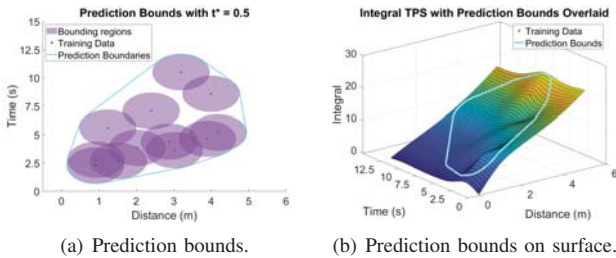 Prediction Bounds with t* = 0.5
Bounding regions
Training Data
Prediction Boundaries
15
12.5
10
7.5
5
2.5
0
Time (s)
0
1
2
3
4
5
6
Distance (m)
(a) Prediction bounds.
Integral TPS with Prediction Bounds Overlaid
Training Data
Prediction Bounds
30
20
10
0
Integral
12.5
10
7.5
5
2.5
0
Time (s)
0
2
4
6
Distance (m)
(b) Prediction bounds on surface.